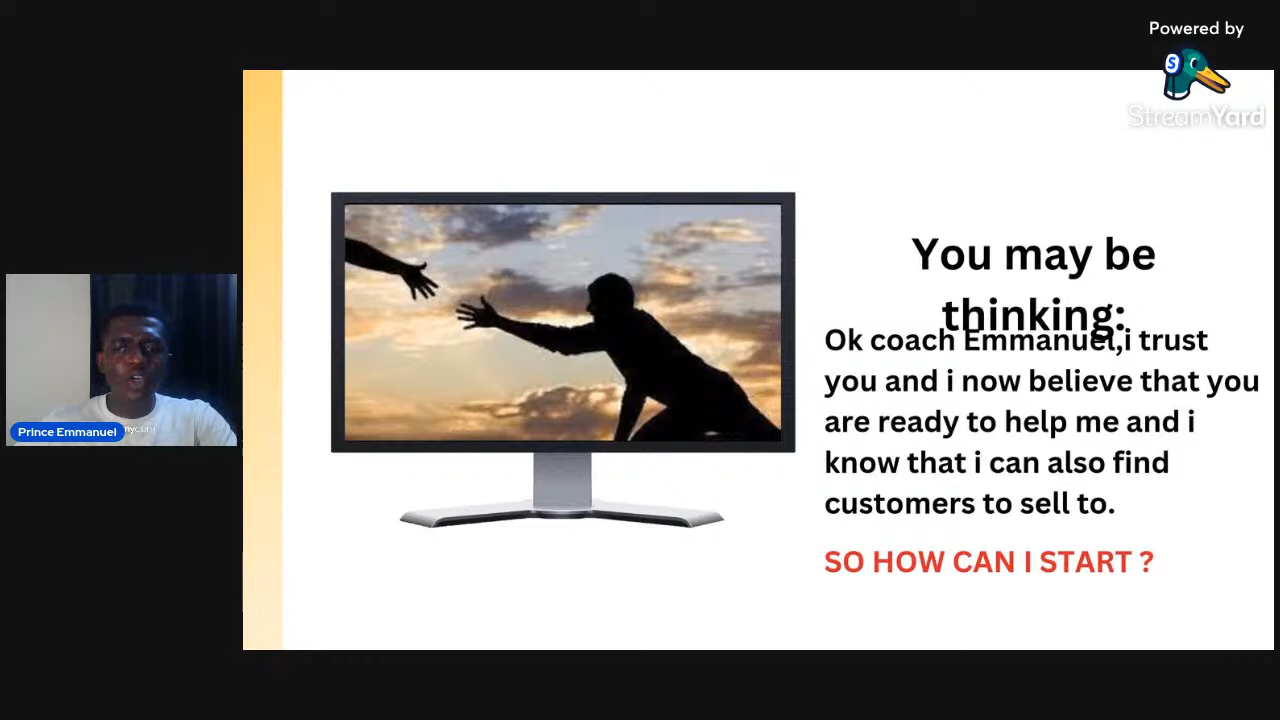 Powered by
S
StreamYard
You may be
thinking:
Ok coach Emmanuel,i trust
you and i now believe that you
are ready to help me and i
know that i can also find
customers to sell to.
SO HOW CAN I START ?
Prince Emmanuel